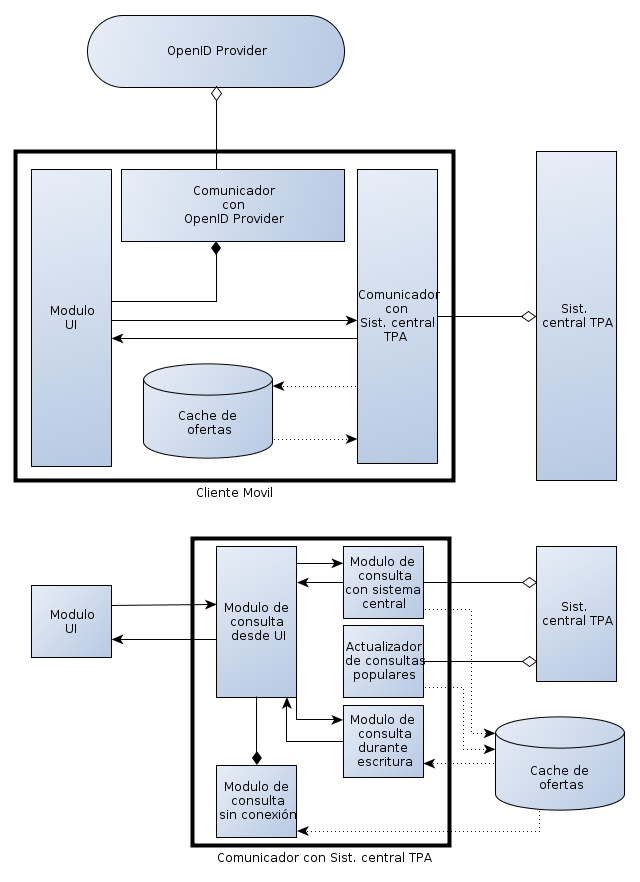 OpenID Provider
Comunicador
con
OpenID Provider
Modulo
UI
Comunicador
con
Sist. central
TPA
Sist.
central TPA
Cache de
ofertas
Cliente Movil
Modulo
UI
Modulo de
consulta
desde UI
Modulo de
consulta
con sistema
central
Actualizador
de consultas
populares
Modulo de
consulta
durante
escritura
Modulo de
consulta
sin conexión
Sist.
central TPA
Cache de
ofertas
Comunicador con Sist. central TPA